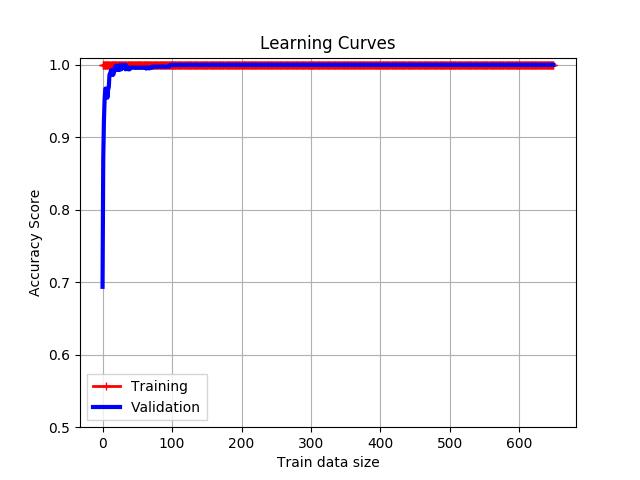 Learning Curves
Accuracy Score
1.0
0.9
0.8
0.7
0.6
0.5
Training
Validation
0 100 200 300 400 500 600
Train data size